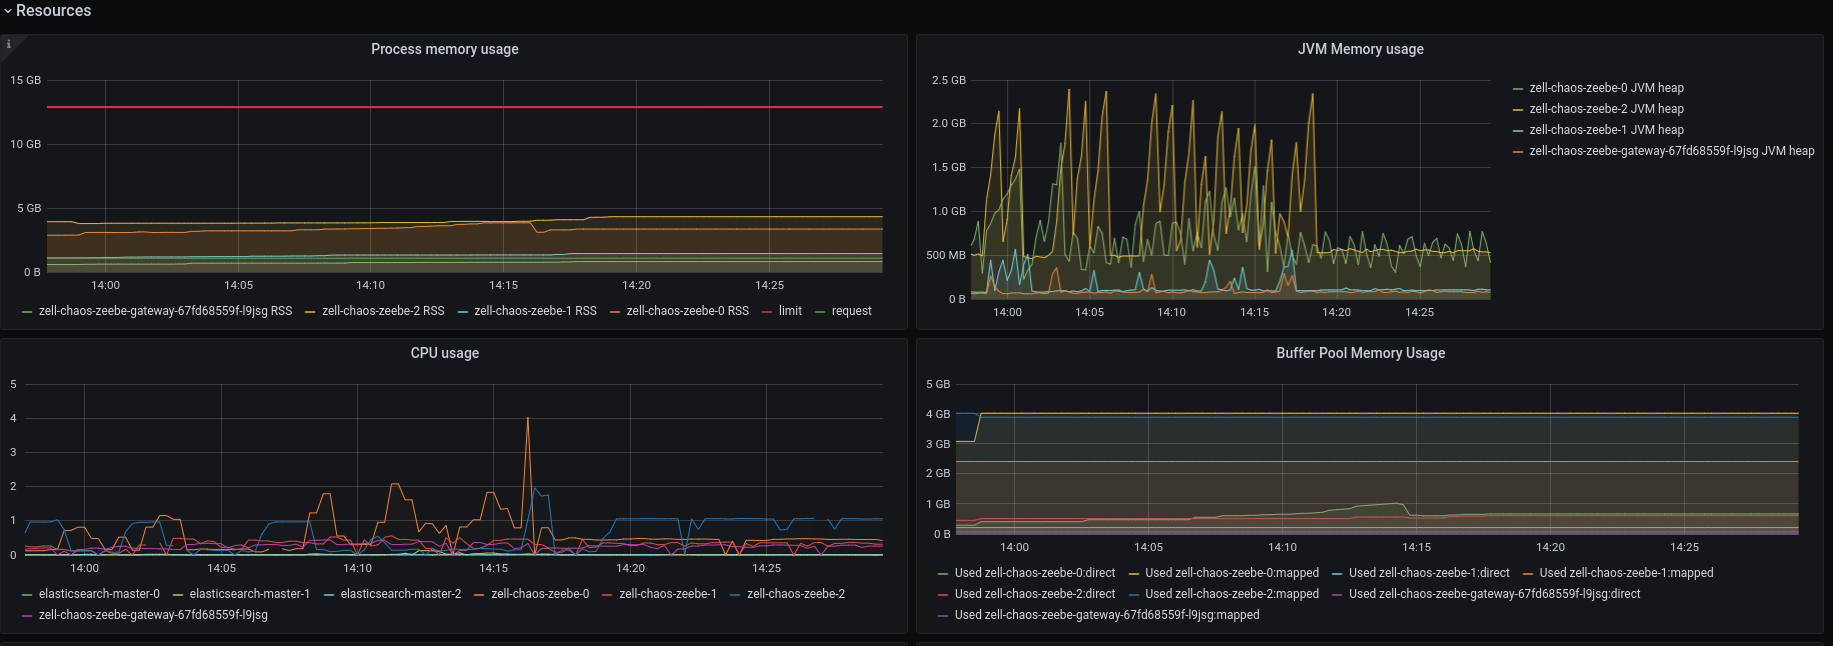 Resources
i
Process memory usage
15 GB
10 GB
5 GB
0 B
14:00 14:05 14:10 14:15 14:20 14:25
zell-chaos-zeebe-gateway-67fd68559f-l9jsg RSS zell-chaos-zeebe-2 RSS zell-chaos-zeebe-1 RSS zell-chaos-zeebe-0 RSS limit request
JVM Memory usage
2.5 GB
2.0 GB
1.5 GB
1.0 GB
500 MB
0 B
14:00 14:05 14:10 14:15 14:20 14:25
zell-chaos-zeebe-0 JVM heap
zell-chaos-zeebe-2 JVM heap
zell-chaos-zeebe-1 JVM heap
zell-chaos-zeebe-gateway-67fd68559f-l9jsg JVM heap
CPU usage
5
4
3
2
1
0
14:00 14:05 14:10 14:15 14:20 14:25
elasticsearch-master-0 elasticsearch-master-1 elasticsearch-master-2 zell-chaos-zeebe-0 zell-chaos-zeebe-1 zell-chaos-zeebe-2
zell-chaos-zeebe-gateway-67fd68559f-l9jsg
Buffer Pool Memory Usage
5 GB
4 GB
3 GB
2 GB
1 GB
0 B
14:00 14:05 14:10 14:15 14:20 14:25
Used zell-chaos-zeebe-0:direct Used zell-chaos-zeebe-0:mapped Used zell-chaos-zeebe-1:direct Used zell-chaos-zeebe-1:mapped
Used zell-chaos-zeebe-2:direct Used zell-chaos-zeebe-2:mapped Used zell-chaos-zeebe-gateway-67fd68559f-l9jsg:direct
Used zell-chaos-zeebe-gateway-67fd68559f-l9jsg:mapped